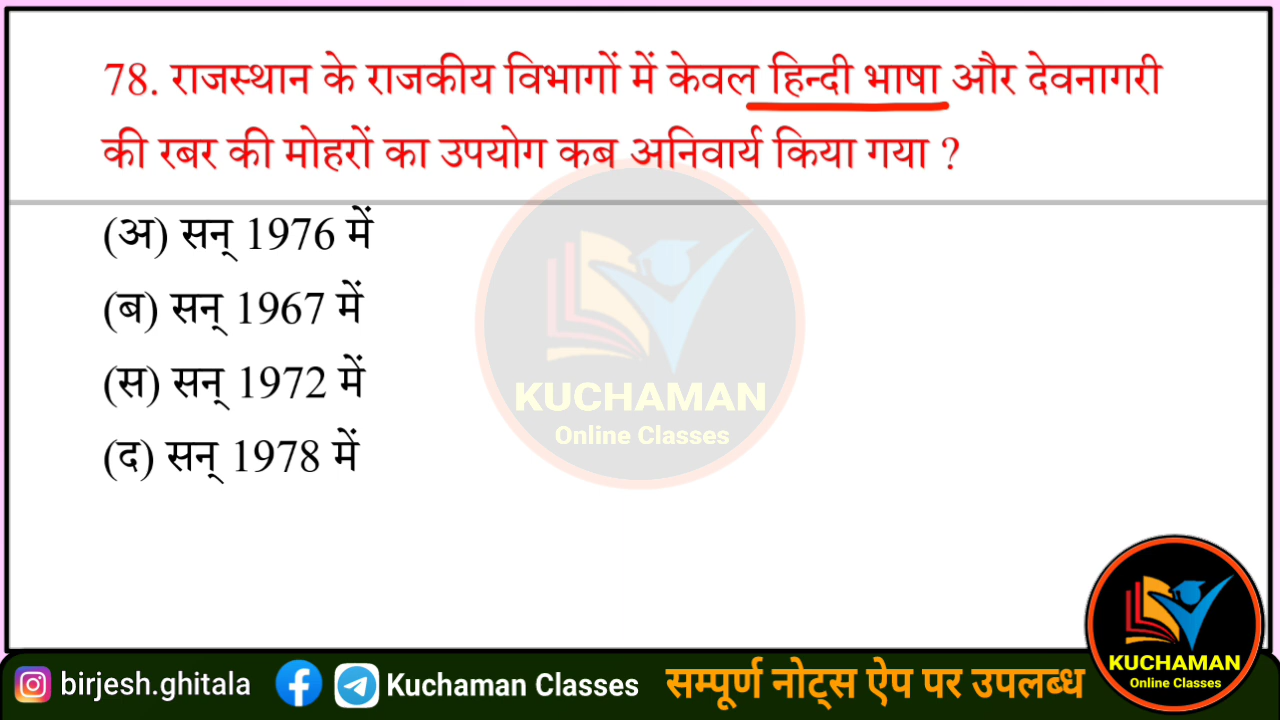 78. राजस्थान के राजकीय विभागों में केवल हिन्दी भाषा और देवनागरी
की रबर की मोहरों का उपयोग कब अनिवार्य किया गया ?
(अ) सन् 1976 में
(ब) सन् 1967 में
(स) सन् 1972 में
(द) सन् 1978 में
KUCHAMAN
Online Classes
KUCHAMAN
Online Classes
birjesh.ghitala
Kuchaman Classes
सम्पूर्ण नोट्स ऐप पर उपलब्ध